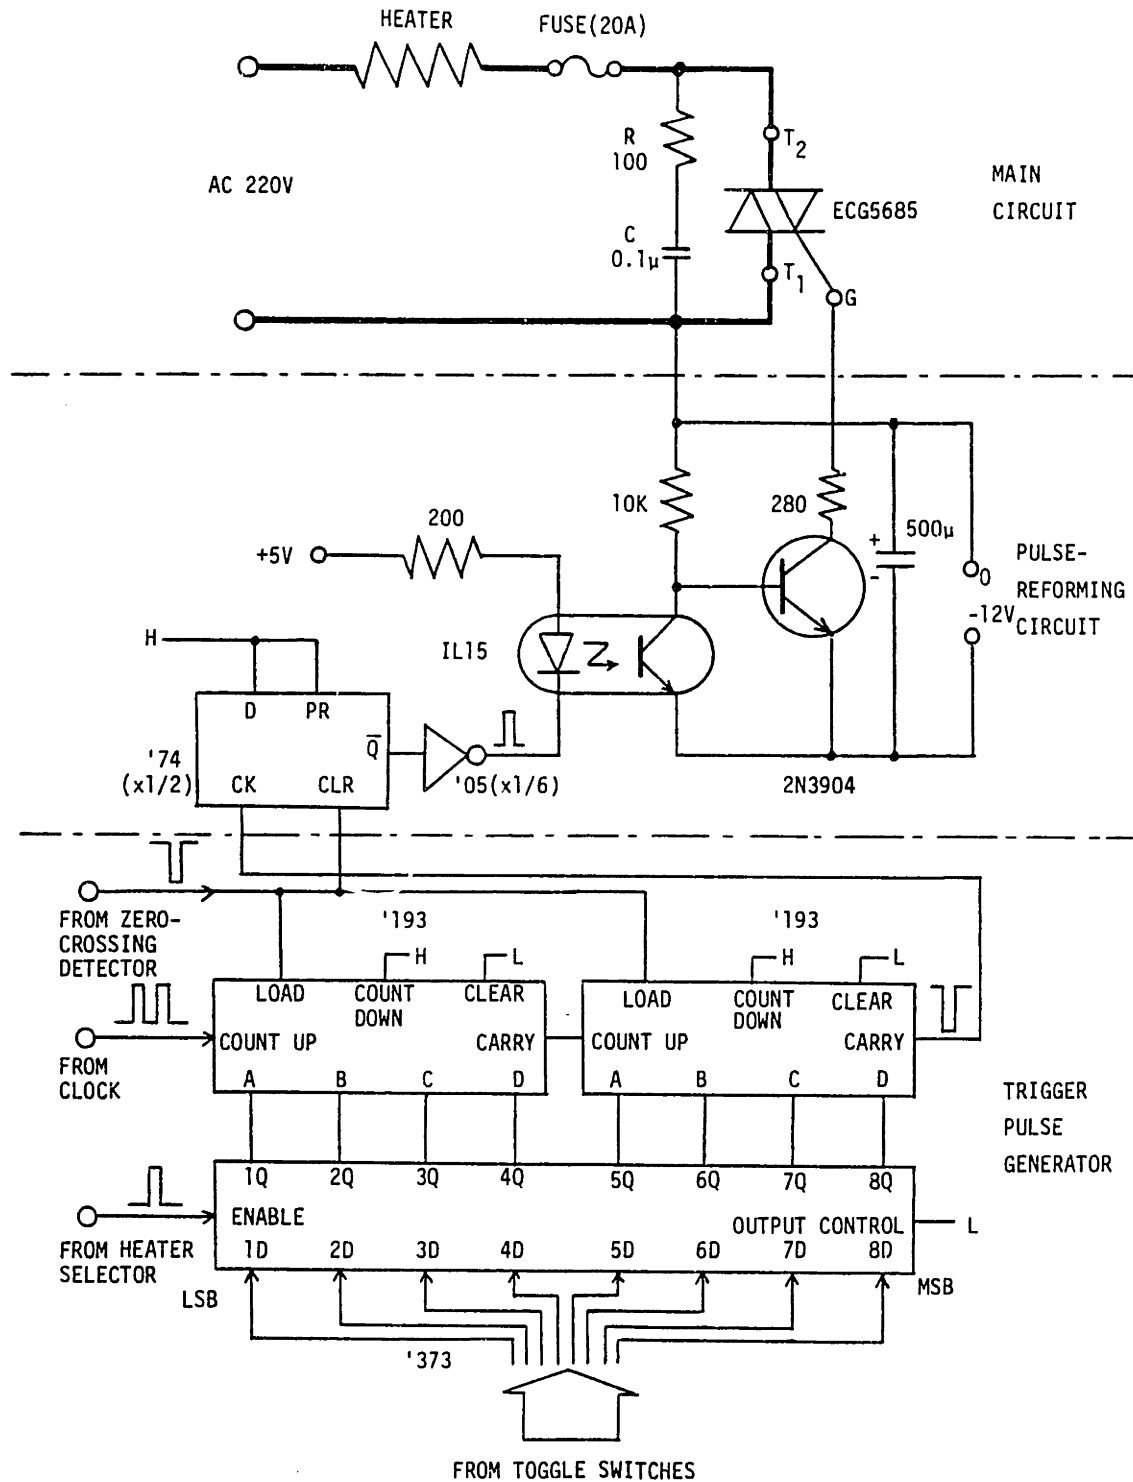 HEATER
FUSE(20A)
R
100
T2
AC 220V
ECG5685
MAIN
CIRCUIT
C
0.1μ
T1
G
10K
280
500μ
+
-
200
+5V
O
-12V
PULSE-
REFORMING
CIRCUIT
H
IL15
D
PR
Q̅
'74
(x1/2)
CK
CLR
'05(x1/6)
2N3904
FROM ZERO-
CROSSING
DETECTOR
'193
'193
H
L
H
L
LOAD
COUNT
DOWN
CLEAR
LOAD
COUNT
DOWN
CLEAR
COUNT UP
CARRY
COUNT UP
CARRY
FROM
CLOCK
A
B
C
D
A
B
C
D
TRIGGER
PULSE
GENERATOR
1Q
2Q
3Q
4Q
5Q
6Q
7Q
8Q
ENABLE
OUTPUT CONTROL
L
FROM HEATER
SELECTOR
1D
2D
3D
4D
5D
6D
7D
8D
LSB
MSB
'373
FROM TOGGLE SWITCHES